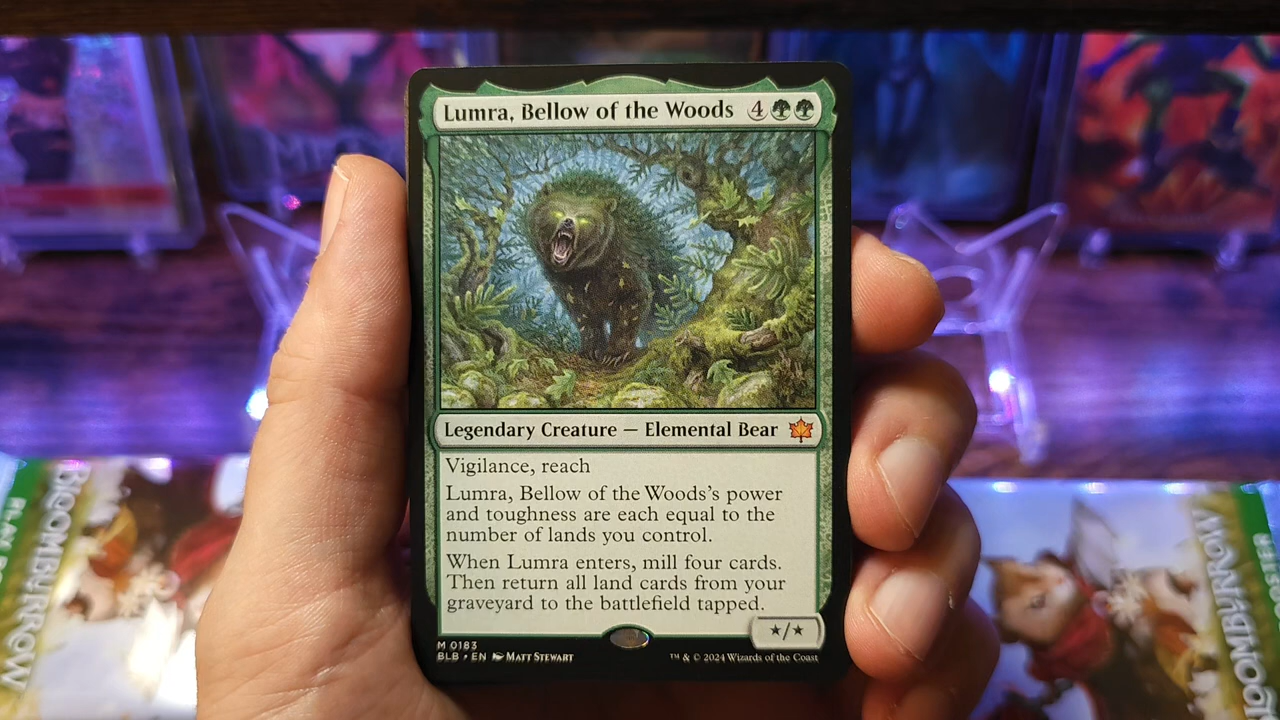 Lumra, Bellow of the Woods 4
Legendary Creature — Elemental Bear
Vigilance, reach
Lumra, Bellow of the Woods's power
and toughness are each equal to the
number of lands you control.
When Lumra enters, mill four cards.
Then return all land cards from your
graveyard to the battlefield tapped.
★/★
M 0183
BLB • EN Matt Stewart
™ & © 2024 Wizards of the Coast
BLOOMBURROW
BLOOMBURROW